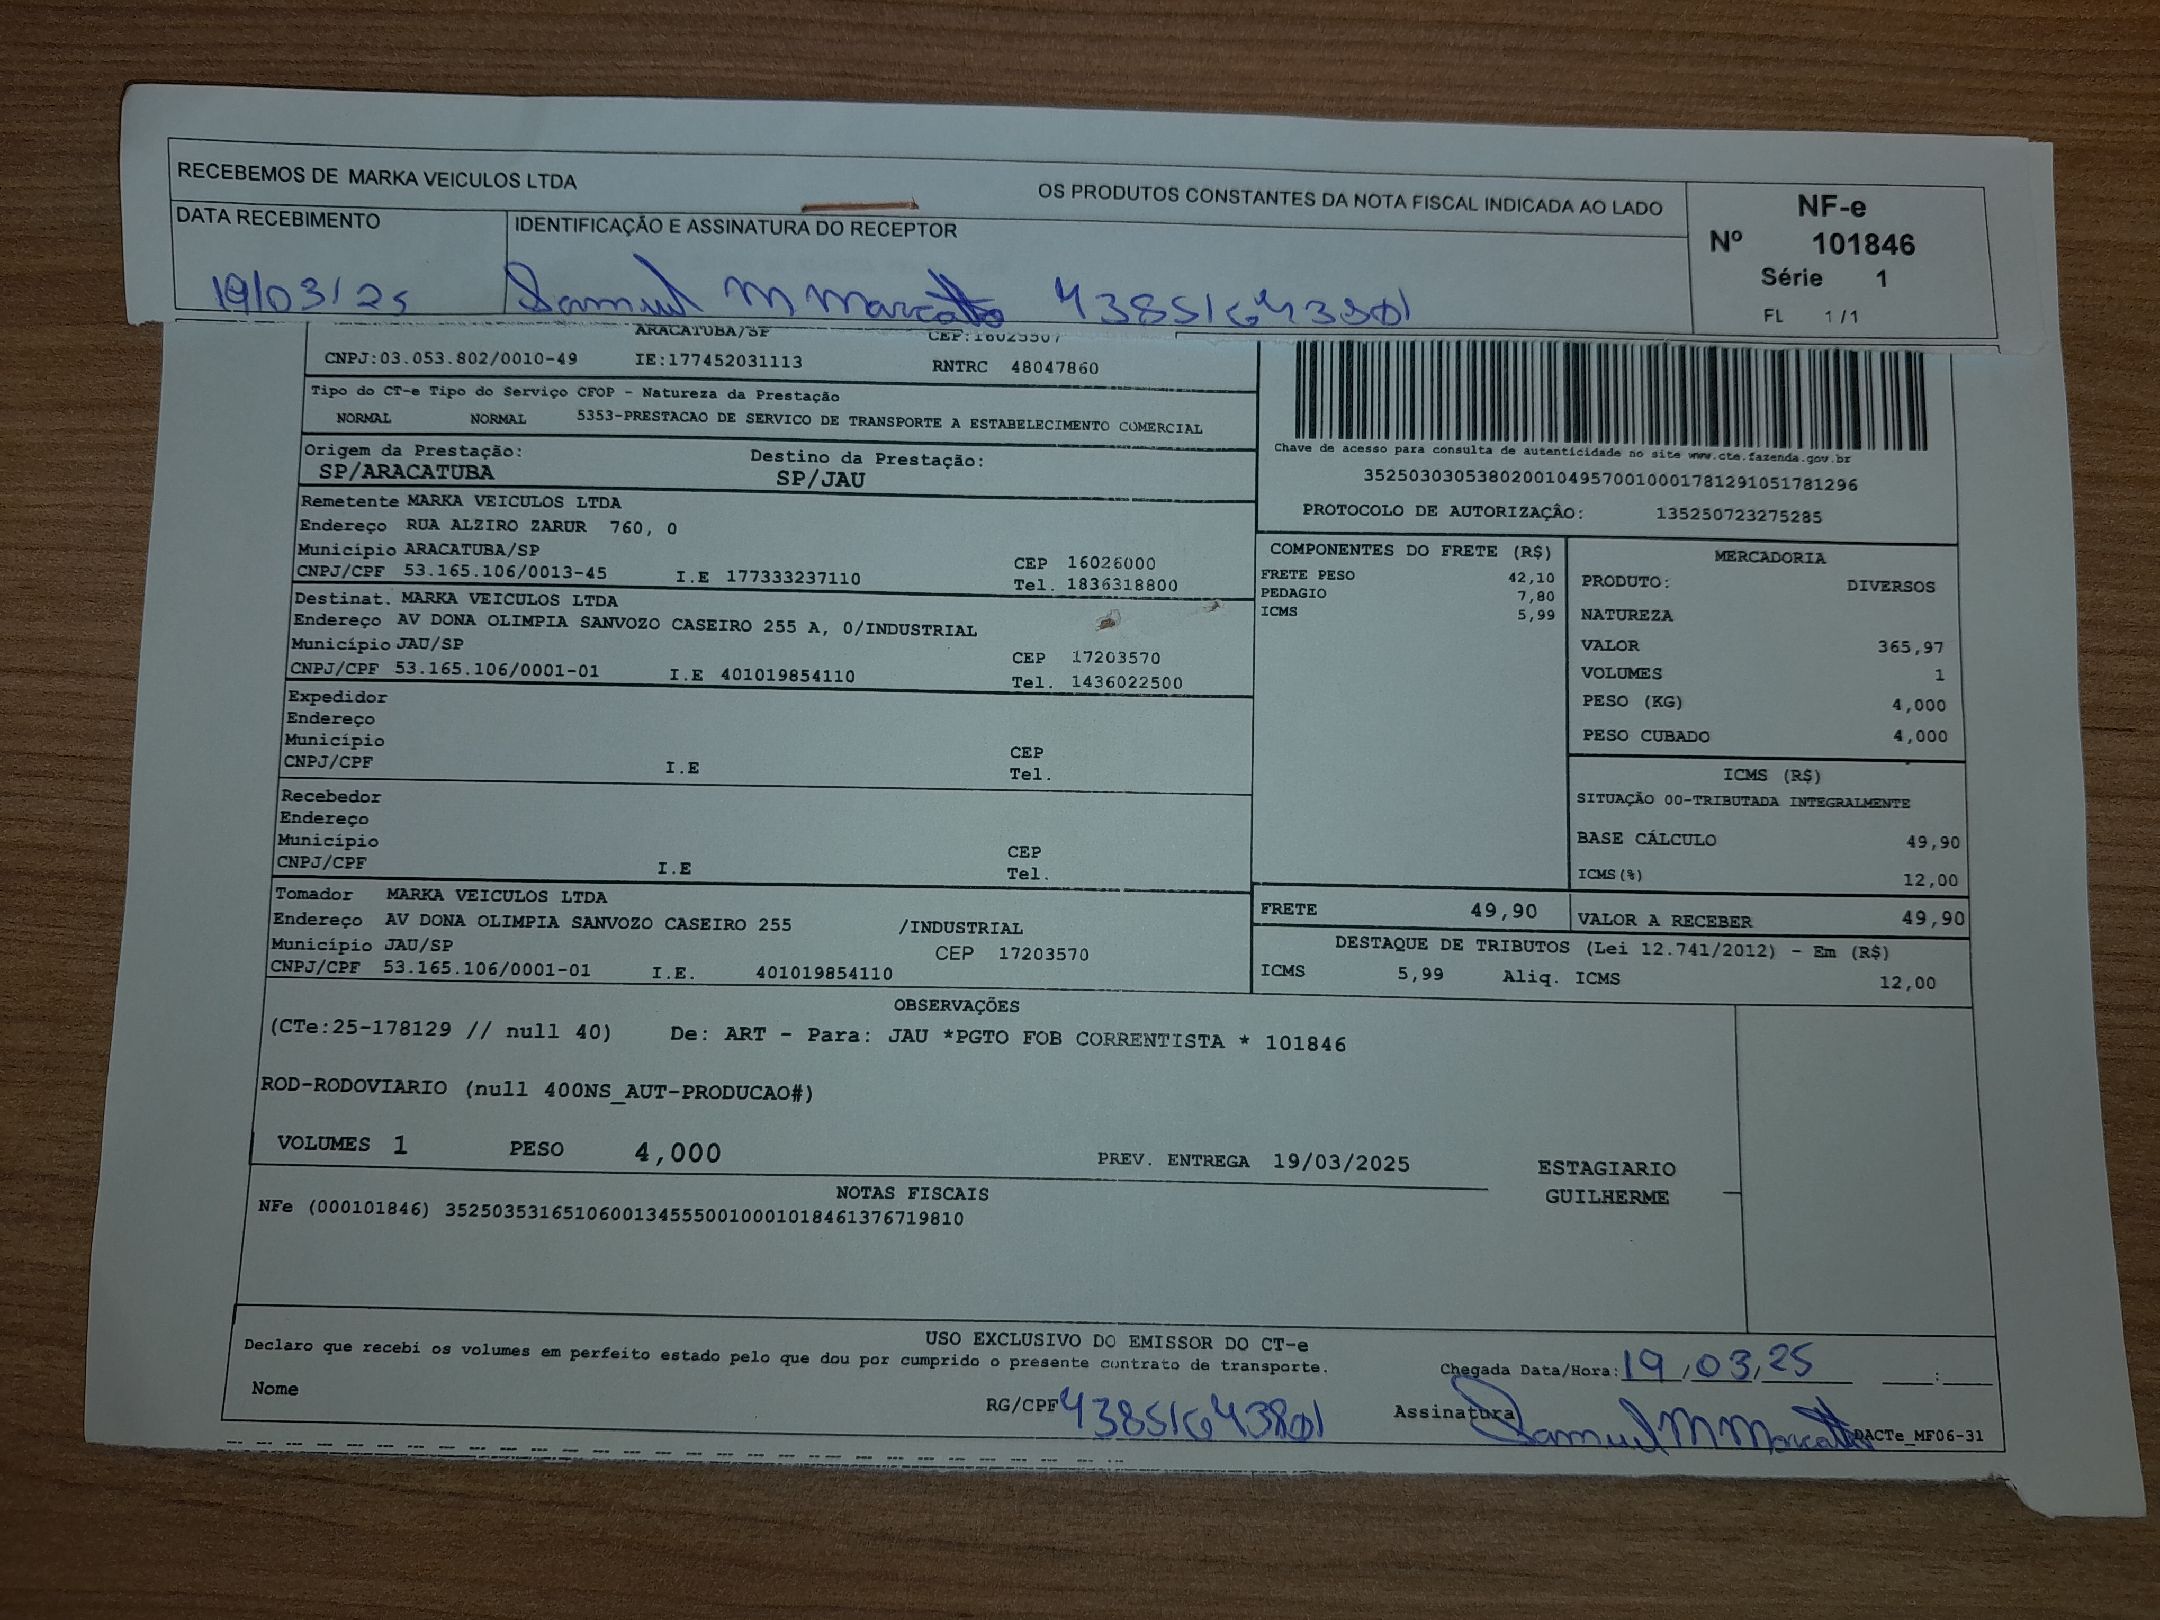 RECEBEMOS DE MARKA VEICULOS LTDA OS PRODUTOS CONSTANTES DA NOTA FISCAL INDICADA AO LADO
NF-e
Nº 101846
Série 1
FL 1/1
DATA RECEBIMENTO
19/03/25
IDENTIFICAÇÃO E ASSINATURA DO RECEPTOR
Samuel M Marcatto 43851643801
ARACATUBA/SP CEP:16025507
CNPJ:03.053.802/0010-49 IE:177452031113 RNTRC 48047860
Tipo do CT-e Tipo do Serviço CFOP - Natureza da Prestação
NORMAL NORMAL 5353-PRESTACAO DE SERVICO DE TRANSPORTE A ESTABELECIMENTO COMERCIAL
Origem da Prestação: Destino da Prestação:
SP/ARACATUBA SP/JAU
Chave de acesso para consulta de autenticidade no site www.cte.fazenda.gov.br
35250303053802001049570010001781291051781296
PROTOCOLO DE AUTORIZAÇÃO: 135250723275285
Remetente MARKA VEICULOS LTDA
Endereço RUA ALZIRO ZARUR 760, 0
Município ARACATUBA/SP CEP 16026000
CNPJ/CPF 53.165.106/0013-45 I.E 177333237110 Tel. 1836318800
Destinat. MARKA VEICULOS LTDA
Endereço AV DONA OLIMPIA SANVOZO CASEIRO 255 A, 0/INDUSTRIAL
Município JAU/SP CEP 17203570
CNPJ/CPF 53.165.106/0001-01 I.E 401019854110 Tel. 1436022500
Expedidor
Endereço
Município CEP
CNPJ/CPF I.E Tel.
Recebedor
Endereço
Município CEP
CNPJ/CPF I.E Tel.
Tomador MARKA VEICULOS LTDA
Endereço AV DONA OLIMPIA SANVOZO CASEIRO 255 /INDUSTRIAL
Município JAU/SP CEP 17203570
CNPJ/CPF 53.165.106/0001-01 I.E. 401019854110
COMPONENTES DO FRETE (R$)
FRETE PESO 42,10
PEDAGIO 7,80
ICMS 5,99
MERCADORIA
PRODUTO: DIVERSOS
NATUREZA
VALOR 365,97
VOLUMES 1
PESO (KG) 4,000
PESO CUBADO 4,000
ICMS (R$)
SITUAÇÃO 00-TRIBUTADA INTEGRALMENTE
BASE CÁLCULO 49,90
ICMS(%) 12,00
FRETE 49,90 VALOR A RECEBER 49,90
DESTAQUE DE TRIBUTOS (Lei 12.741/2012) - Em (R$)
ICMS 5,99 Aliq. ICMS 12,00
OBSERVAÇÕES
(CTe:25-178129 // null 40) De: ART - Para: JAU *PGTO FOB CORRENTISTA * 101846
ROD-RODOVIARIO (null 400NS_AUT-PRODUCAO#)
VOLUMES 1 PESO 4,000 PREV. ENTREGA 19/03/2025
ESTAGIARIO
GUILHERME
NOTAS FISCAIS
NFe (000101846) 35250353165106001345550010001018461376719810
USO EXCLUSIVO DO EMISSOR DO CT-e
Declaro que recebi os volumes em perfeito estado pelo que dou por cumprido o presente contrato de transporte.
Chegada Data/Hora: 19/03/25 :
Nome RG/CPF 43851643801 Assinatura Samuel M Marcatto
DACTe_MF06-31